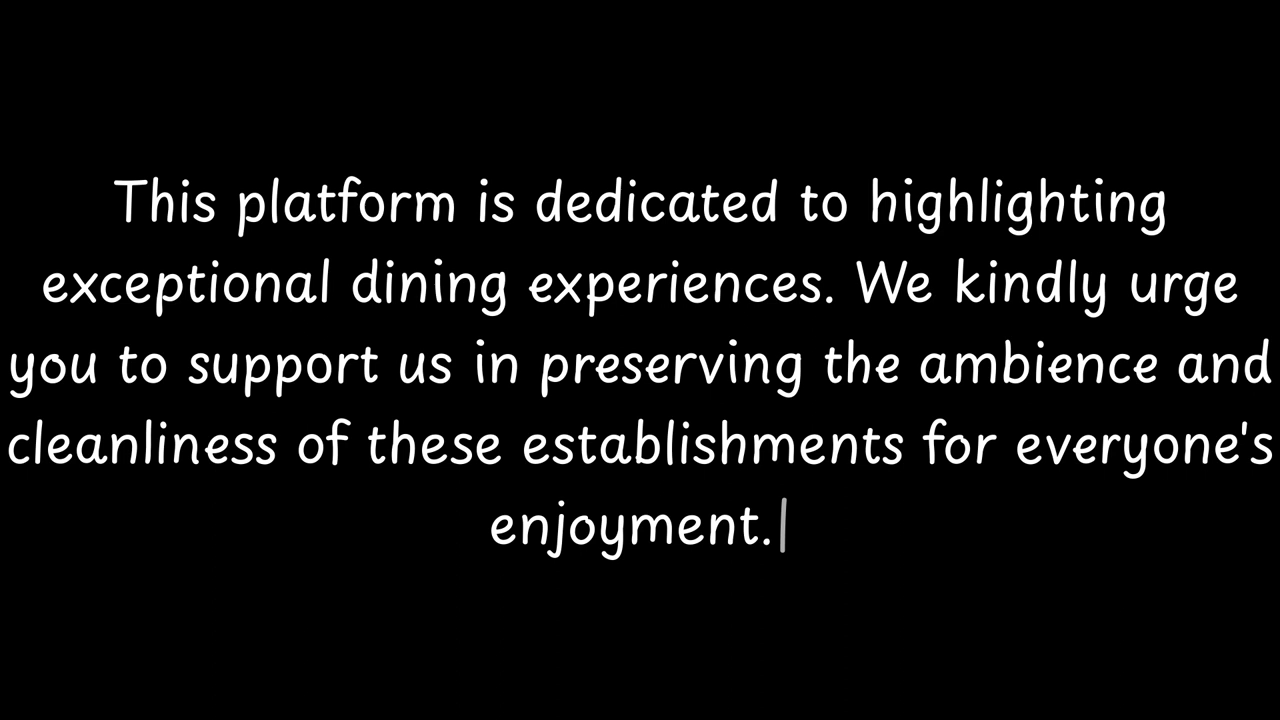 This platform is dedicated to highlighting
exceptional dining experiences. We kindly urge
you to support us in preserving the ambience and
cleanliness of these establishments for everyone's
enjoyment.